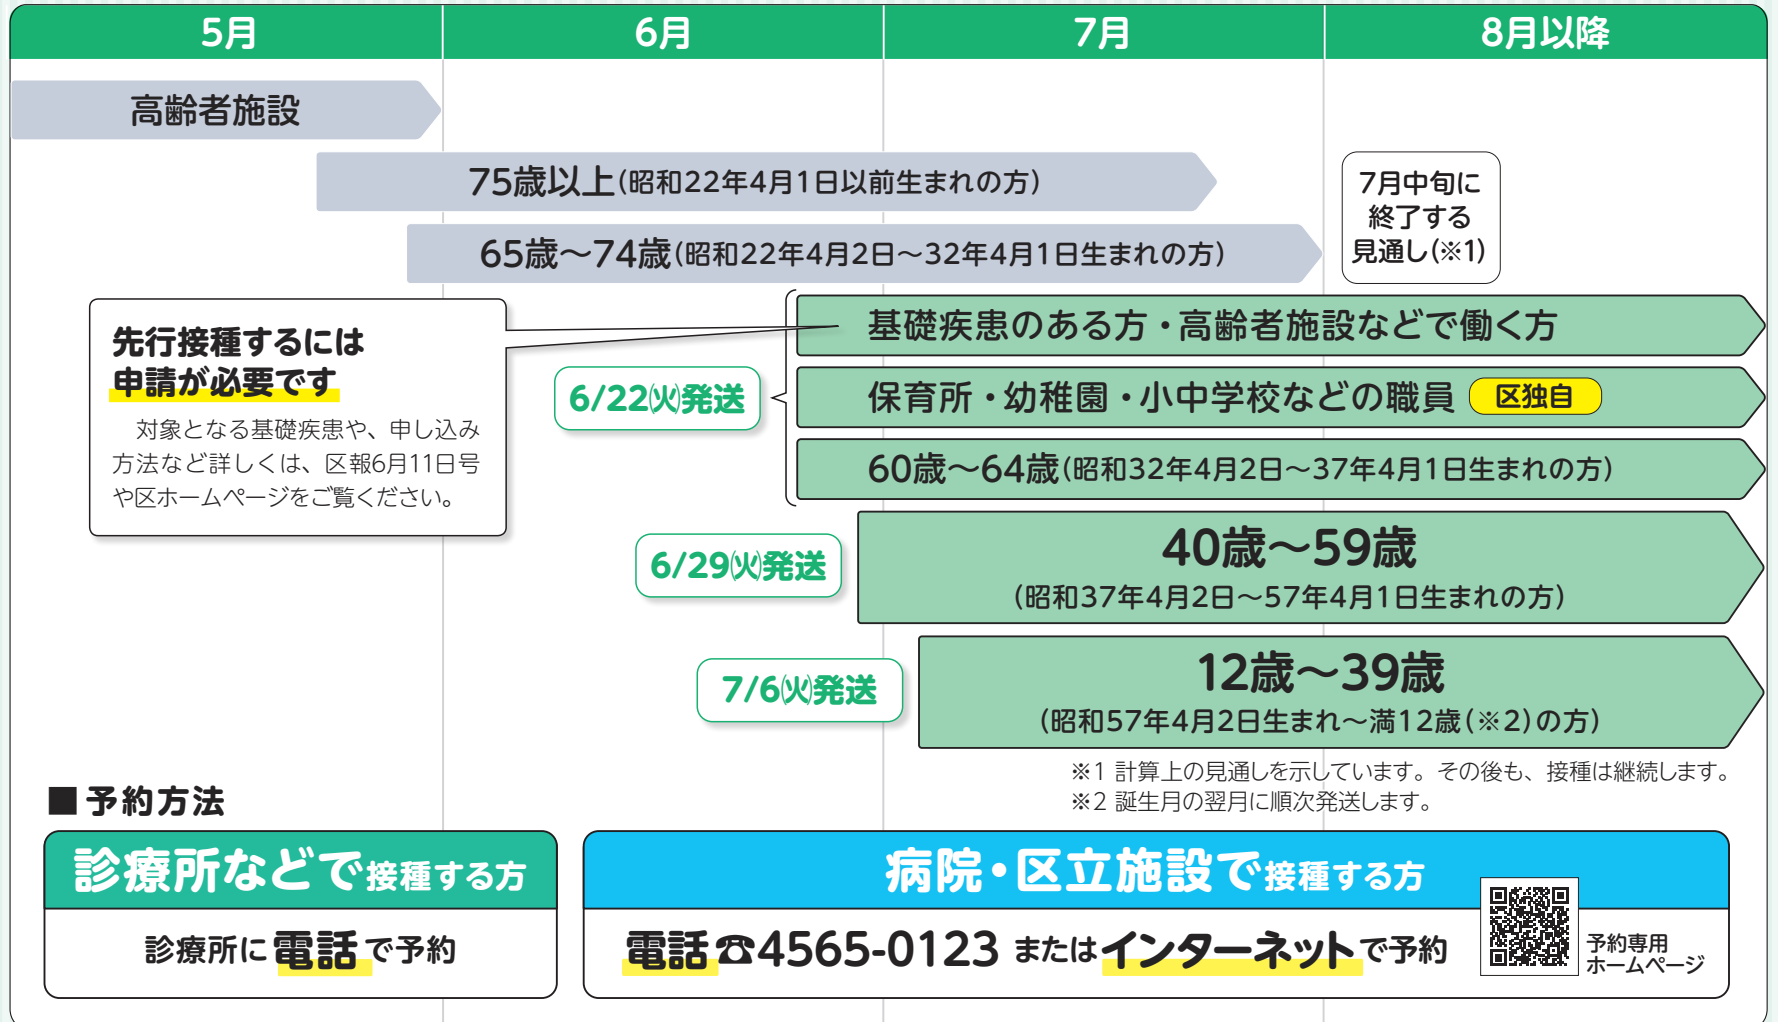 5月 6月 7月 8月以降
高齢者施設
75歳以上(昭和22年4月1日以前生まれの方)
65歳～74歳(昭和22年4月2日～32年4月1日生まれの方)
7月中旬に
終了する
見通し(※1)
先行接種するには
申請が必要です
対象となる基礎疾患や、申し込み
方法など詳しくは、区報6月11日号
や区ホームページをご覧ください。
6/22㈫発送
基礎疾患のある方・高齢者施設などで働く方
保育所・幼稚園・小中学校などの職員 区独自
60歳～64歳(昭和32年4月2日～37年4月1日生まれの方)
6/29㈫発送
40歳～59歳
(昭和37年4月2日～57年4月1日生まれの方)
7/6㈫発送
12歳～39歳
(昭和57年4月2日生まれ～満12歳(※2)の方)
※1 計算上の見通しを示しています。その後も、接種は継続します。
※2 誕生月の翌月に順次発送します。
■予約方法
診療所などで接種する方
診療所に電話で予約
病院・区立施設で接種する方
電話☎4565-0123 またはインターネットで予約
予約専用
ホームページ